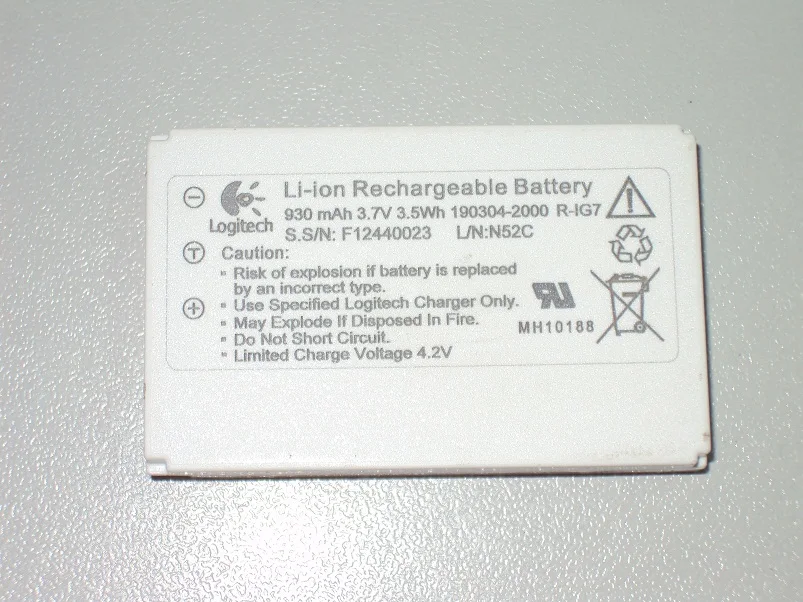 Logitech
Li-ion Rechargeable Battery
930 mAh 3.7V 3.5Wh 190304-2000 R-IG7
S.S/N: F12440023 L/N:N52C
Caution:
▪ Risk of explosion if battery is replaced
by an incorrect type.
▪ Use Specified Logitech Charger Only.
▪ May Explode If Disposed In Fire.
▪ Do Not Short Circuit.
▪ Limited Charge Voltage 4.2V
− 
T
+
RU
MH10188